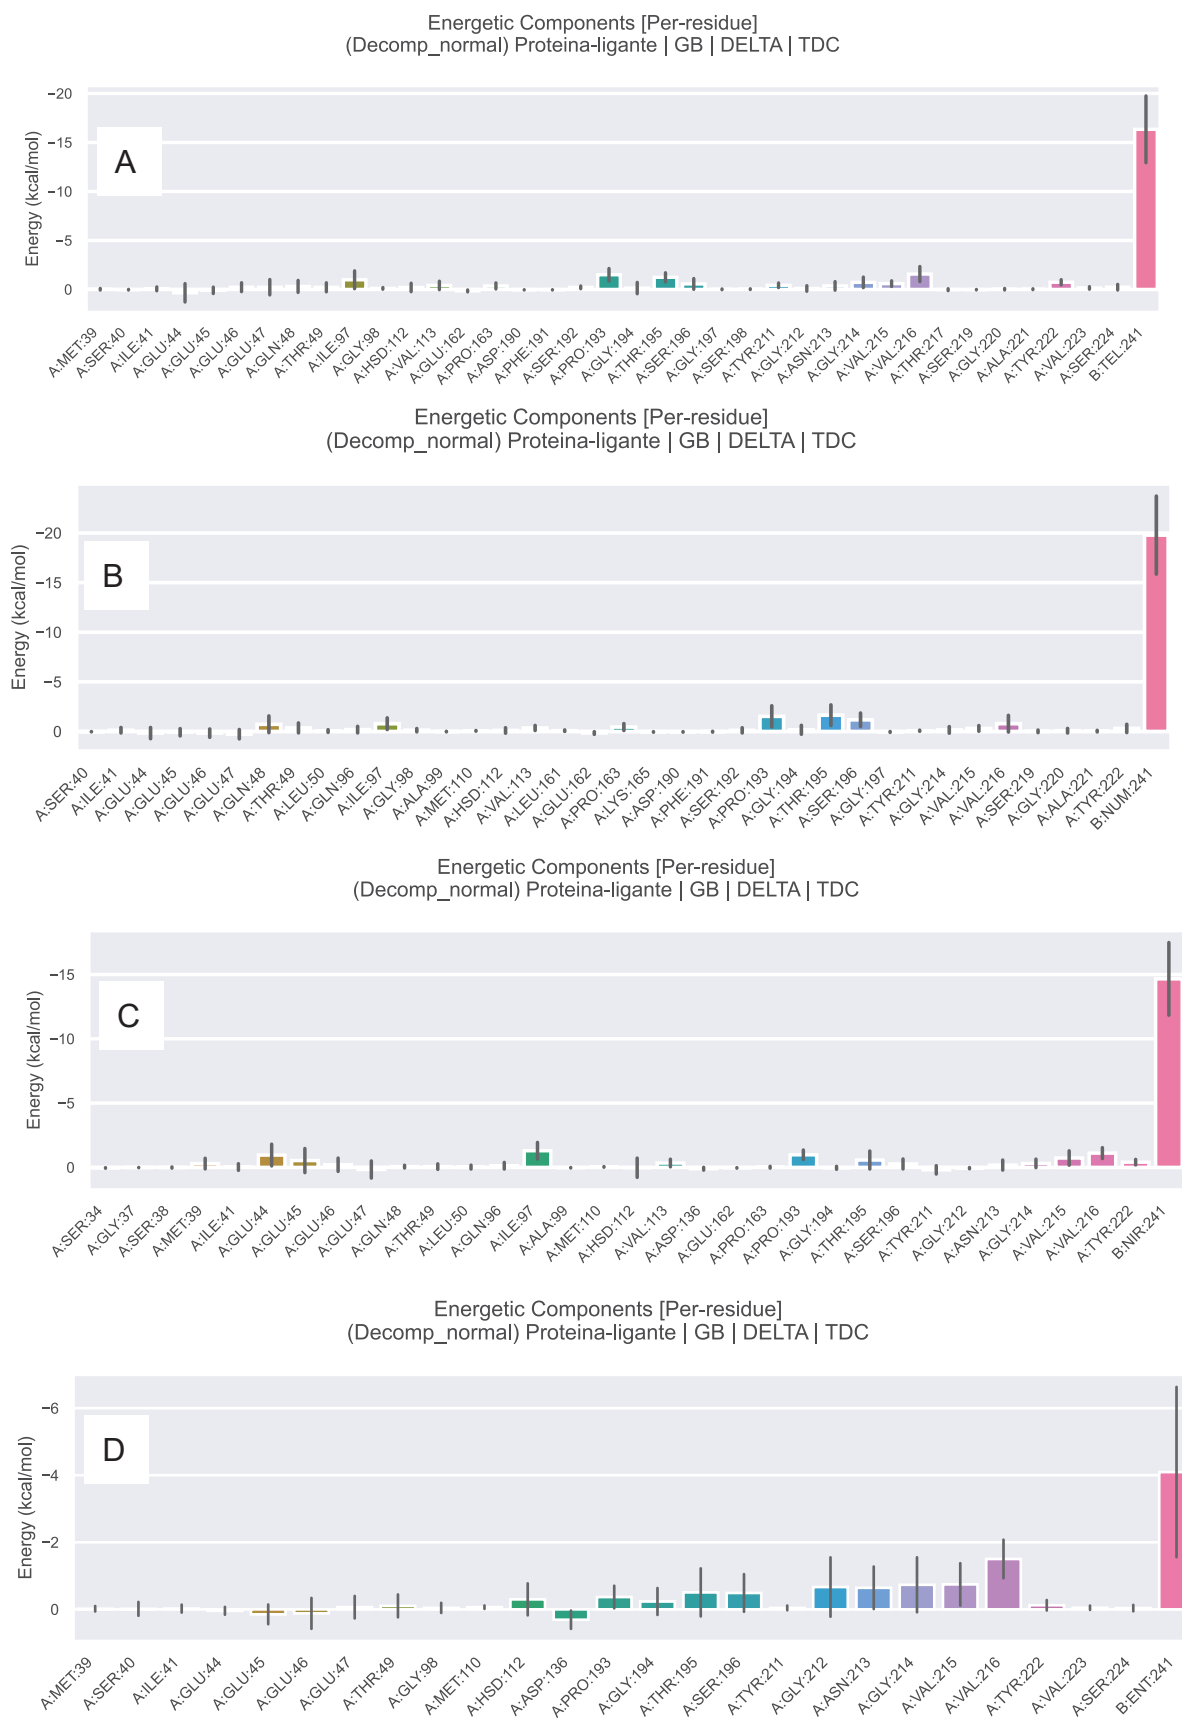 Energetic Components [Per-residue]
(Decomp_normal) Proteina-ligante | GB | DELTA | TDC
A
Energy (kcal/mol)
−20
−15
−10
−5
0
A:MET:39
A:SER:40
A:ILE:41
A:GLU:44
A:GLU:45
A:GLU:46
A:GLU:47
A:GLN:48
A:THR:49
A:ILE:97
A:GLY:98
A:HSD:112
A:VAL:113
A:GLU:162
A:PRO:163
A:ASP:190
A:PHE:191
A:SER:192
A:PRO:193
A:GLY:194
A:THR:195
A:SER:196
A:GLY:197
A:SER:198
A:TYR:211
A:GLY:212
A:ASN:213
A:GLY:214
A:VAL:215
A:VAL:216
A:THR:217
A:SER:219
A:GLY:220
A:ALA:221
A:TYR:222
A:VAL:223
A:SER:224
B:TEL:241
Energetic Components [Per-residue]
(Decomp_normal) Proteina-ligante | GB | DELTA | TDC
B
Energy (kcal/mol)
−20
−15
−10
−5
0
A:SER:40
A:ILE:41
A:GLU:44
A:GLU:45
A:GLU:46
A:GLU:47
A:GLN:48
A:THR:49
A:LEU:50
A:GLN:96
A:ILE:97
A:GLY:98
A:ALA:99
A:MET:110
A:HSD:112
A:VAL:113
A:LEU:161
A:GLU:162
A:PRO:163
A:LYS:165
A:ASP:190
A:PHE:191
A:SER:192
A:PRO:193
A:GLY:194
A:THR:195
A:SER:196
A:GLY:197
A:TYR:211
A:GLY:214
A:VAL:215
A:VAL:216
A:SER:219
A:GLY:220
A:ALA:221
A:TYR:222
B:NUM:241
Energetic Components [Per-residue]
(Decomp_normal) Proteina-ligante | GB | DELTA | TDC
C
Energy (kcal/mol)
−15
−10
−5
0
A:SER:34
A:GLY:37
A:SER:38
A:MET:39
A:ILE:41
A:GLU:44
A:GLU:45
A:GLU:46
A:GLU:47
A:GLN:48
A:THR:49
A:LEU:50
A:GLN:96
A:ILE:97
A:ALA:99
A:MET:110
A:HSD:112
A:VAL:113
A:ASP:136
A:GLU:162
A:PRO:163
A:PRO:193
A:GLY:194
A:THR:195
A:SER:196
A:TYR:211
A:GLY:212
A:ASN:213
A:GLY:214
A:VAL:215
A:VAL:216
A:TYR:222
B:NIR:241
Energetic Components [Per-residue]
(Decomp_normal) Proteina-ligante | GB | DELTA | TDC
D
Energy (kcal/mol)
−6
−4
−2
0
A:MET:39
A:SER:40
A:ILE:41
A:GLU:44
A:GLU:45
A:GLU:46
A:GLU:47
A:THR:49
A:GLY:98
A:MET:110
A:HSD:112
A:ASP:136
A:PRO:193
A:GLY:194
A:THR:195
A:SER:196
A:TYR:211
A:GLY:212
A:ASN:213
A:GLY:214
A:VAL:215
A:VAL:216
A:TYR:222
A:VAL:223
A:SER:224
B:ENT:241